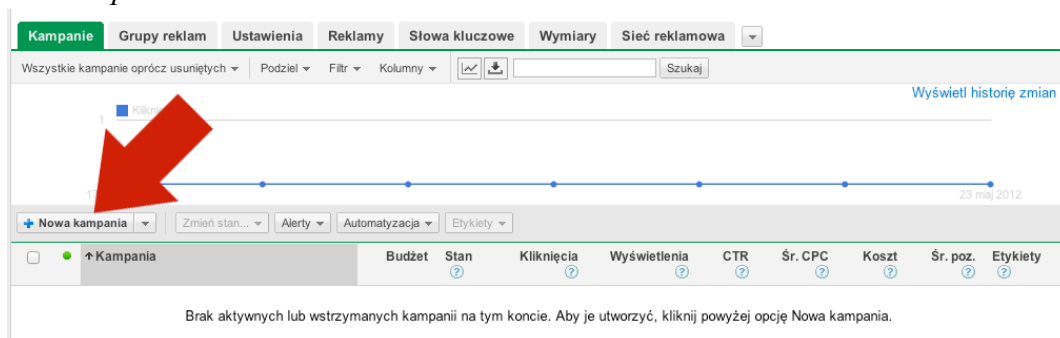 Kampanie Grupy reklam Ustawienia Reklamy Słowa kluczowe Wymiary Sieć reklamowa
Wszystkie kampanie oprócz usuniętych Podziel Filtr Kolumny Szukaj
Wyświetl historię zmian
1
23 maj 2012
Nowa kampania Zmień stan... Alerty Automatyzacja Etykiety
Kampania Budżet Stan Kliknięcia Wyświetlenia CTR Śr. CPC Koszt Śr. poz. Etykiety
? ? ? ? ? ? ? ?
Brak aktywnych lub wstrzymanych kampanii na tym koncie. Aby je utworzyć, kliknij powyżej opcję Nowa kampania.